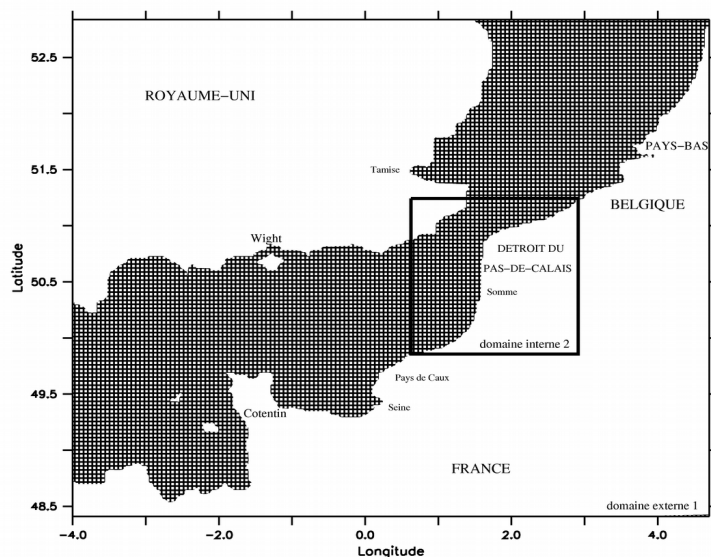 52.5
ROYAUME-UNI
PAYS-BAS
Tamise
51.5
BELGIQUE
Wight
DETROIT DU
PAS-DE-CALAIS
Latitude
50.5
Somme
domaine interne 2
Pays de Caux
49.5
Cotentin
Seine
FRANCE
48.5
domaine externe 1
-4.0
-2.0
0.0
2.0
4.0
Longitude